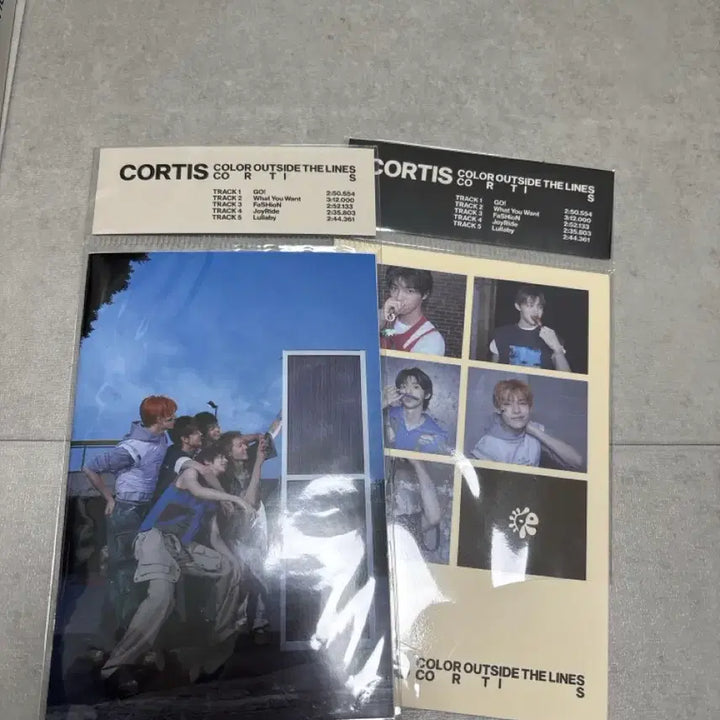 CORTIS COLOR OUTSIDE THE LINES
CO R TI S
TRACK 1 GO! 2:50.554
TRACK 2 What You Want 3:12.000
TRACK 3 FaSHioN 2:52.133
TRACK 4 JoyRide 2:35.803
TRACK 5 Lullaby 2:44.361
CORTIS COLOR OUTSIDE THE LINES
CO R TI S
TRACK 1 GO! 2:50.554
TRACK 2 What You Want 3:12.000
TRACK 3 FaSHioN 2:52.133
TRACK 4 JoyRide 2:35.803
TRACK 5 Lullaby 2:44.361
COLOR OUTSIDE THE LINES
CO R TI S